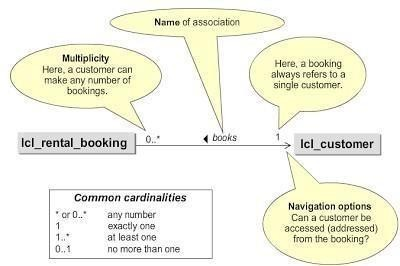 Name of association
Multiplicity
Here, a customer can
make any number of
bookings.
Here, a booking
always refers to a
single customer.
lcl_rental_booking
0..*
books
1
lcl_customer
Common cardinalities
* or 0..* any number
1 exactly one
1..* at least one
0..1 no more than one
Navigation options
Can a customer be
accessed (addressed)
from the booking?